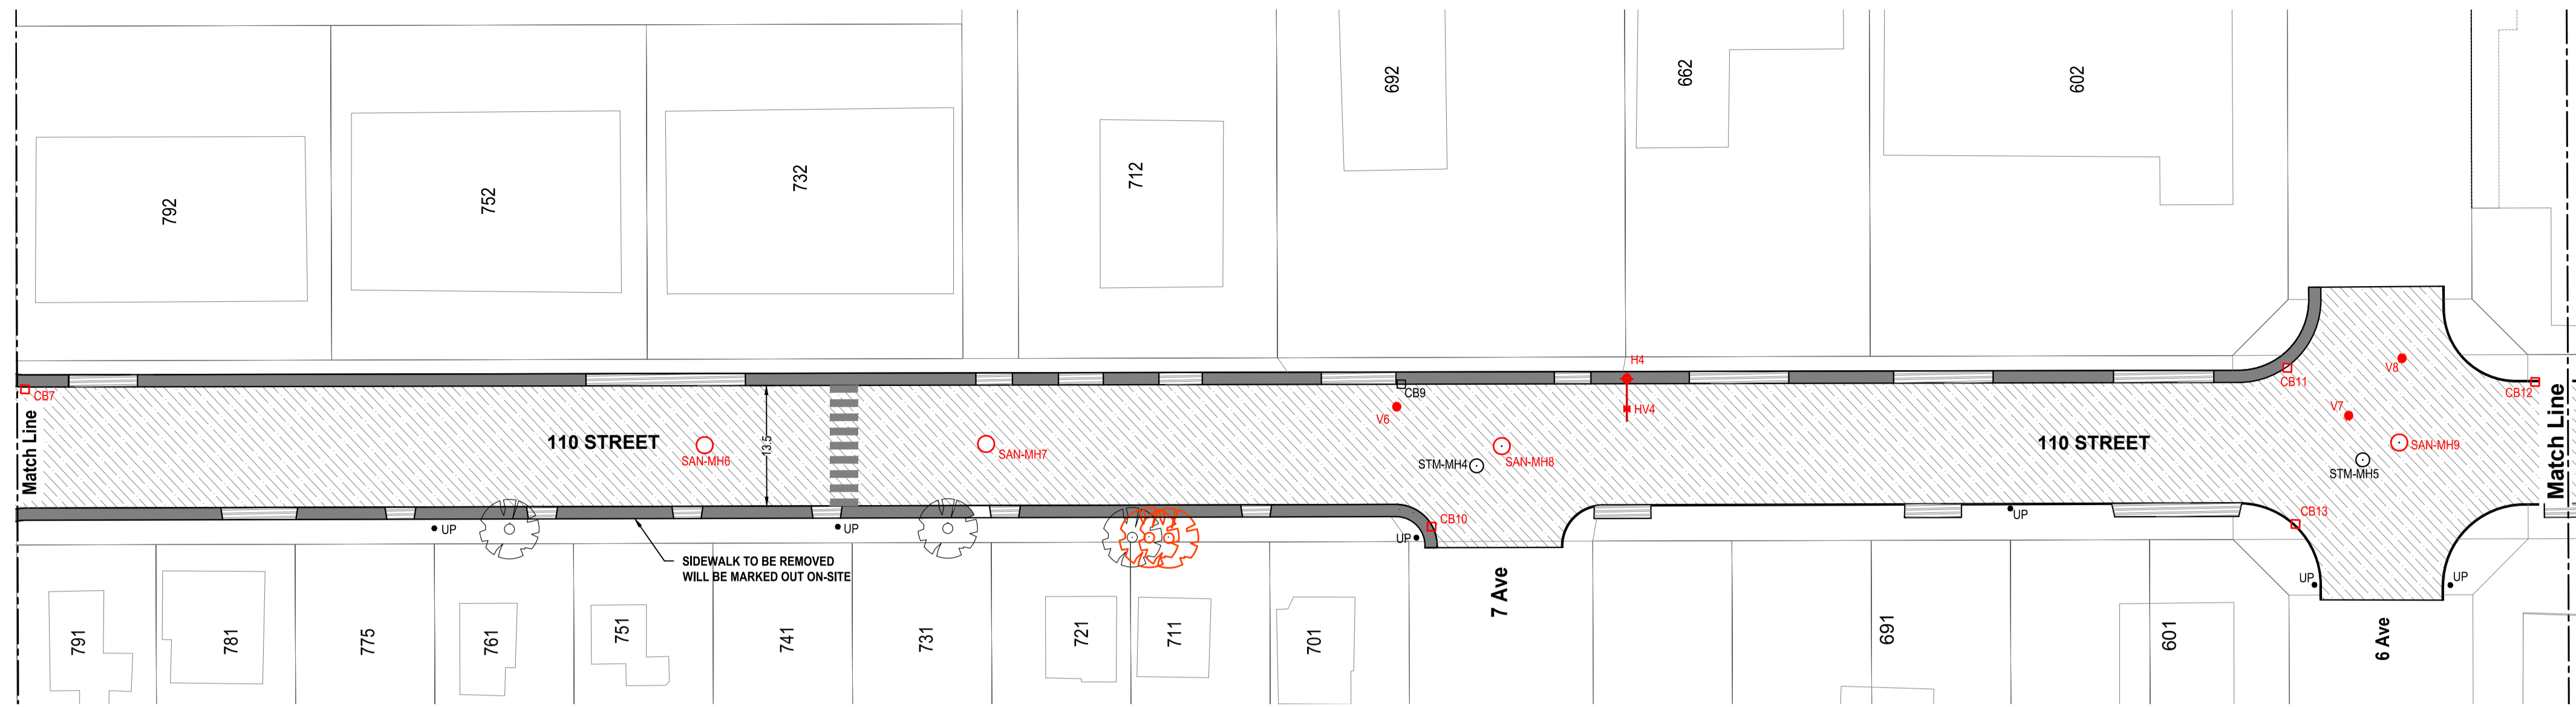 792
752
732
712
692
662
602
H4
CB7
CB9
HV4
V6
CB11
V8
CB12
V7
Match Line
110 STREET
SAN-MH6
13.5
SAN-MH7
STM-MH4
SAN-MH8
110 STREET
SAN-MH9
STM-MH5
Match Line
UP
UP
CB10
UP
UP
CB13
UP
UP
SIDEWALK TO BE REMOVED
WILL BE MARKED OUT ON-SITE
7 Ave
6 Ave
791
781
775
761
751
741
731
721
711
701
691
601